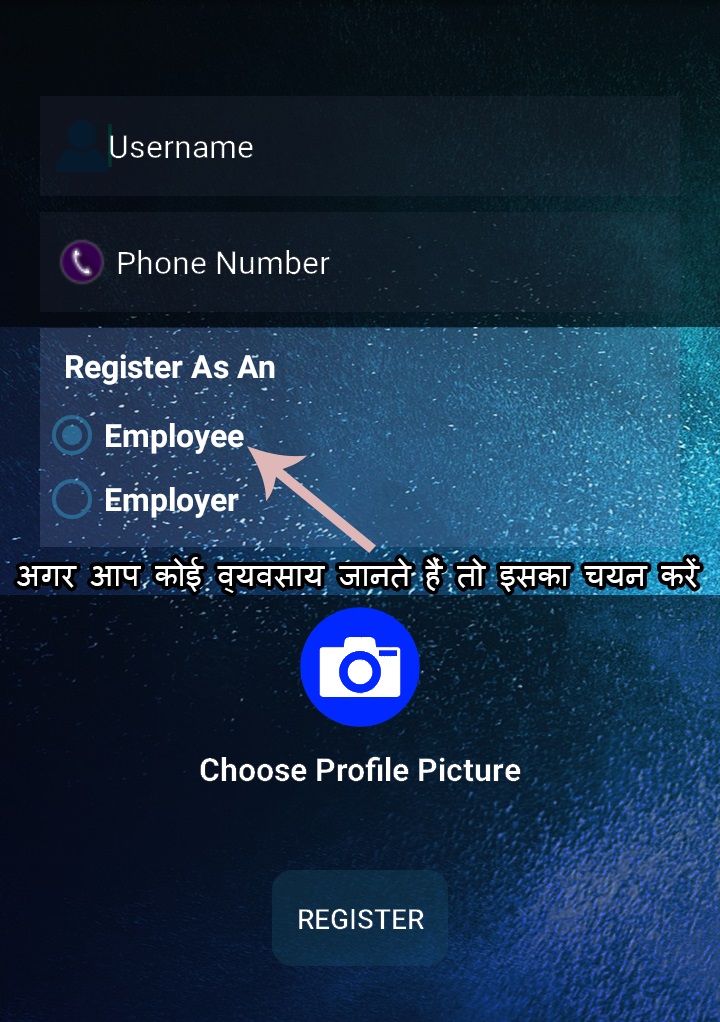 Username
Phone Number
Register As An
Employee
Employer
अगर आप कोई व्यवसाय जानते हैं तो इसका चयन करें
Choose Profile Picture
REGISTER